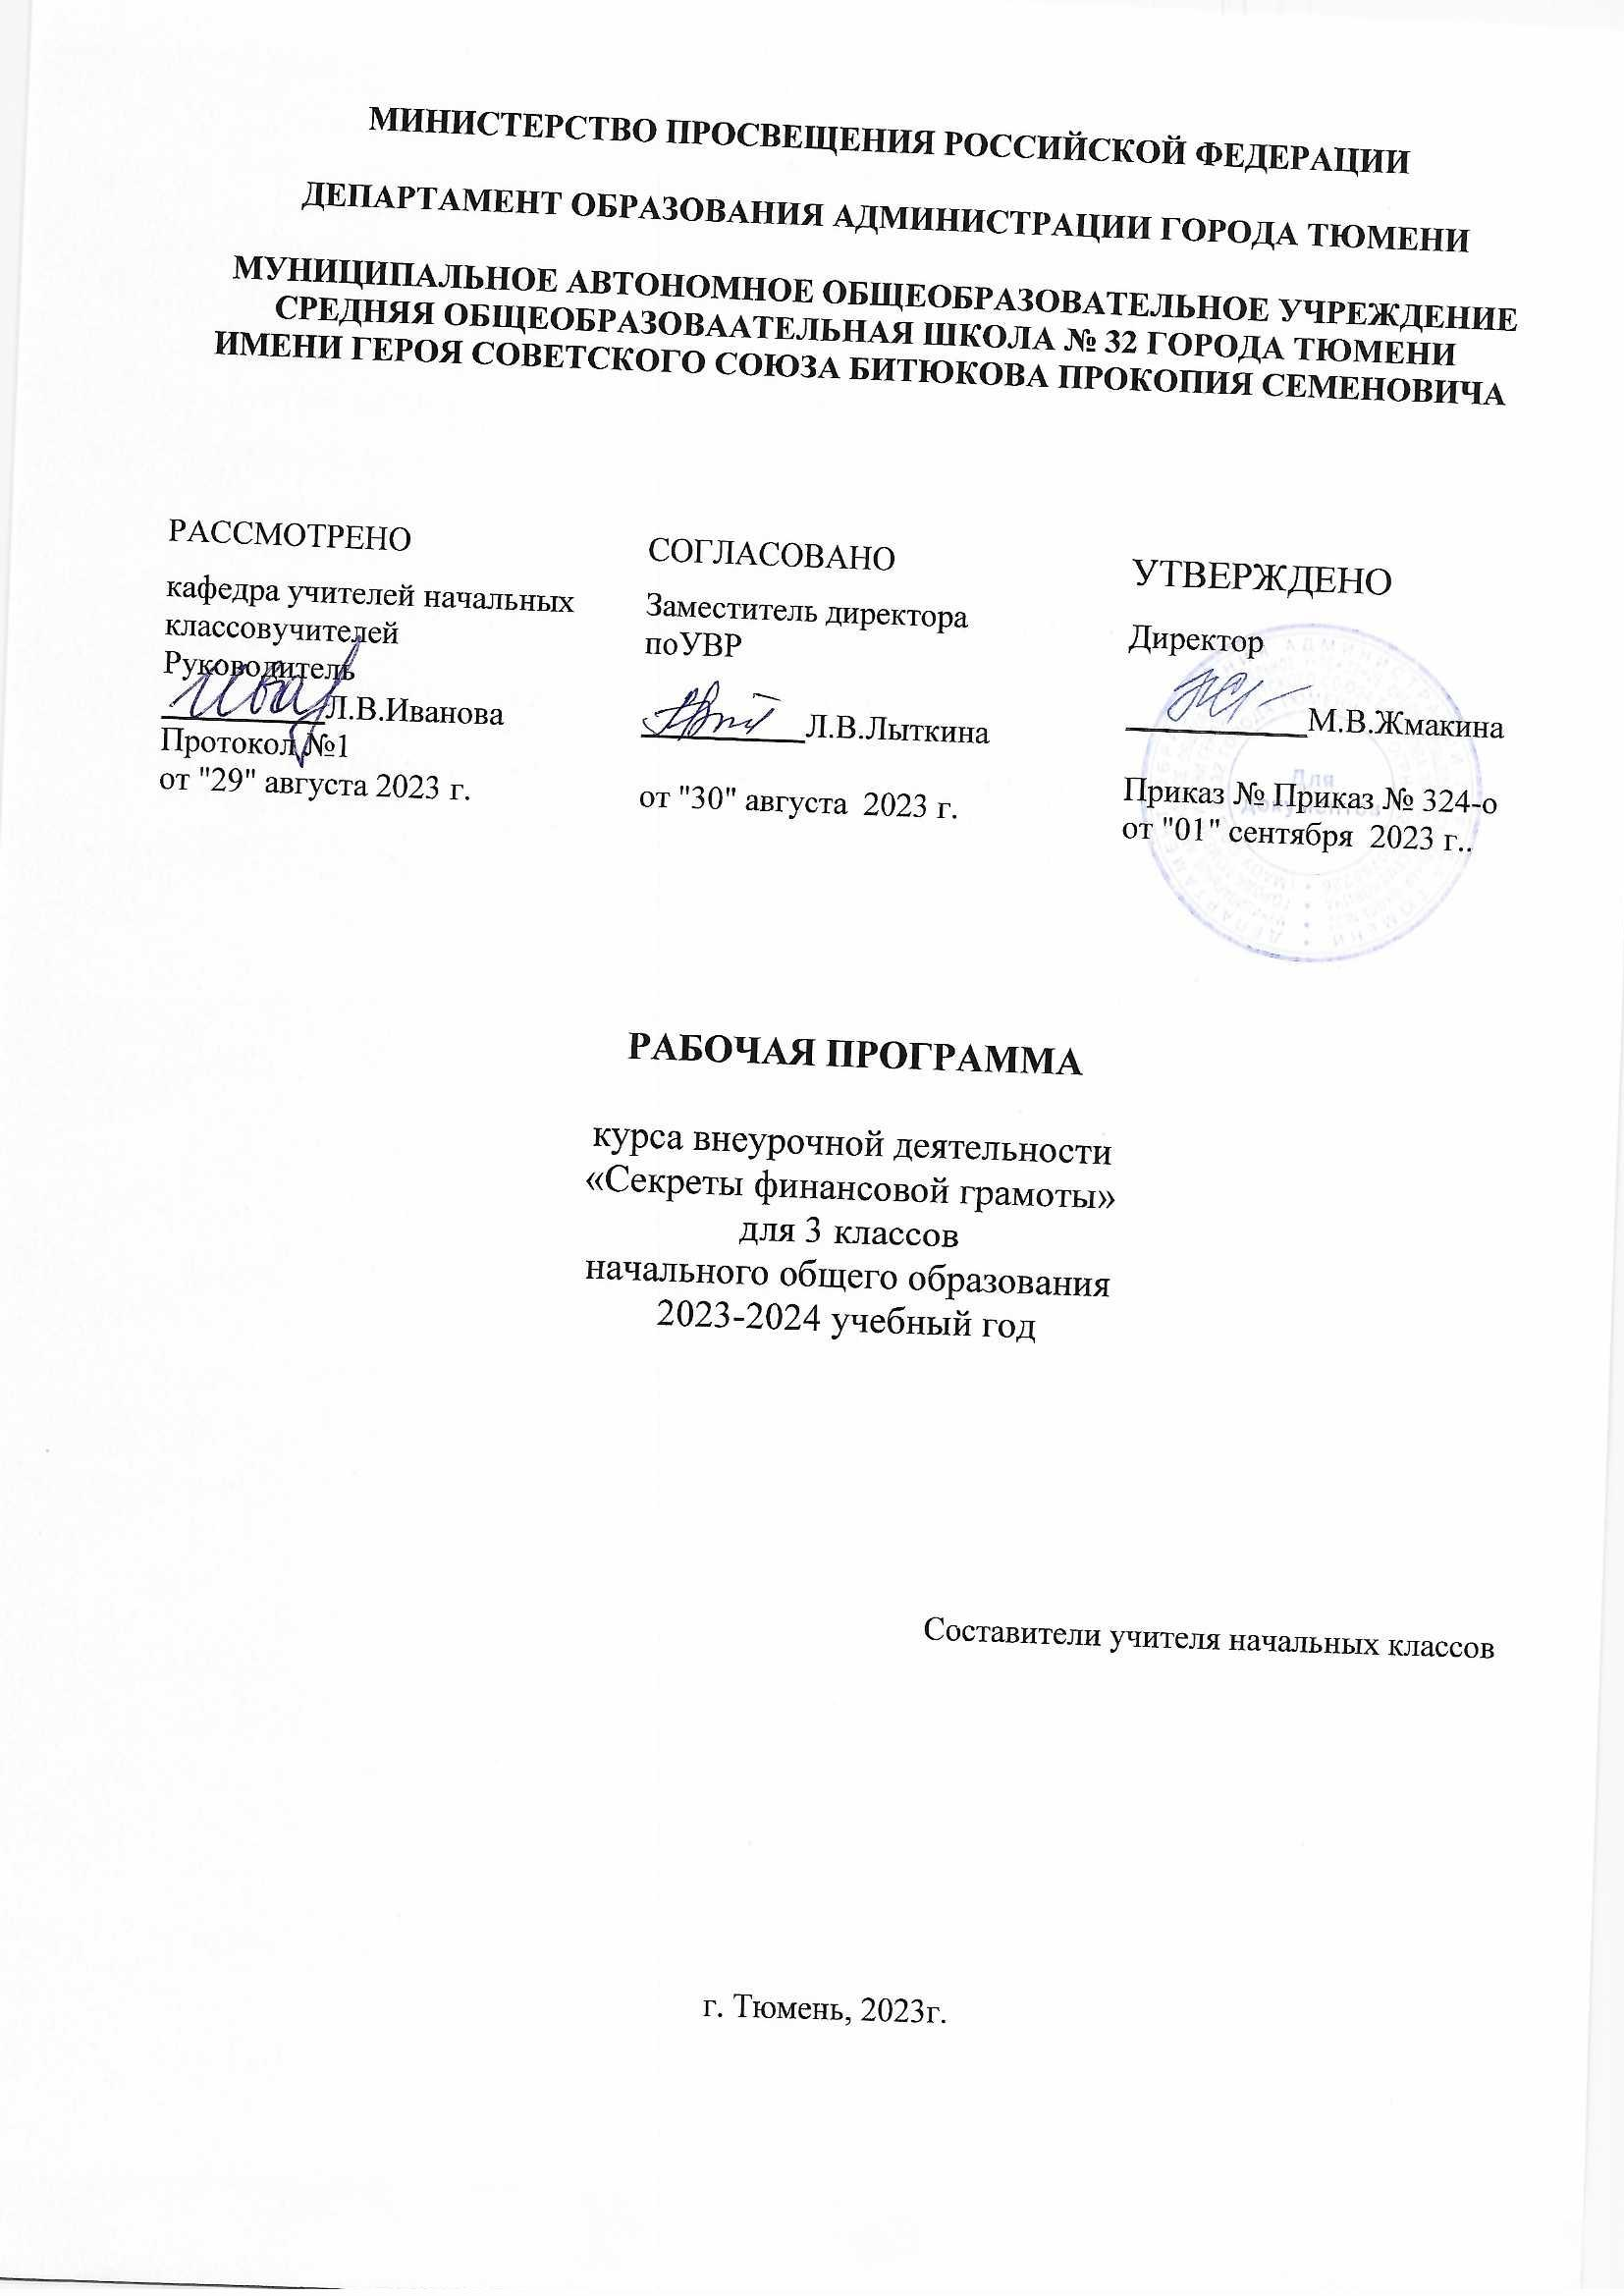 МИНИСТЕРСТВО ПРОСВЕЩЕНИЯ РОССИЙСКОЙ ФЕДЕРАЦИИ
ДЕПАРТАМЕНТ ОБРАЗОВАНИЯ АДМИНИСТРАЦИИ ГОРОДА ТЮМЕНИ
МУНИЦИПАЛЬНОЕ АВТОНОМНОЕ ОБЩЕОБРАЗОВАТЕЛЬНОЕ УЧРЕЖДЕНИЕ
СРЕДНЯЯ ОБЩЕОБРАЗОВААТЕЛЬНАЯ ШКОЛА № 32 ГОРОДА ТЮМЕНИ
ИМЕНИ ГЕРОЯ СОВЕТСКОГО СОЮЗА БИТЮКОВА ПРОКОПИЯ СЕМЕНОВИЧА
РАССМОТРЕНО
кафедра учителей начальных
классовучителей
Руководитель
Л.В.Иванова
Протокол №1
от "29" августа 2023 г.
СОГЛАСОВАНО
Заместитель директора
поУВР
Л.В.Лыткина
от "30" августа 2023 г.
УТВЕРЖДЕНО
Директор
М.В.Жмакина
Приказ № Приказ № 324-о
от "01" сентября 2023 г..
Для
документов
РАБОЧАЯ ПРОГРАММА
курса внеурочной деятельности
«Секреты финансовой грамоты»
для 3 классов
начального общего образования
2023-2024 учебный год
Составители учителя начальных классов
г. Тюмень, 2023г.